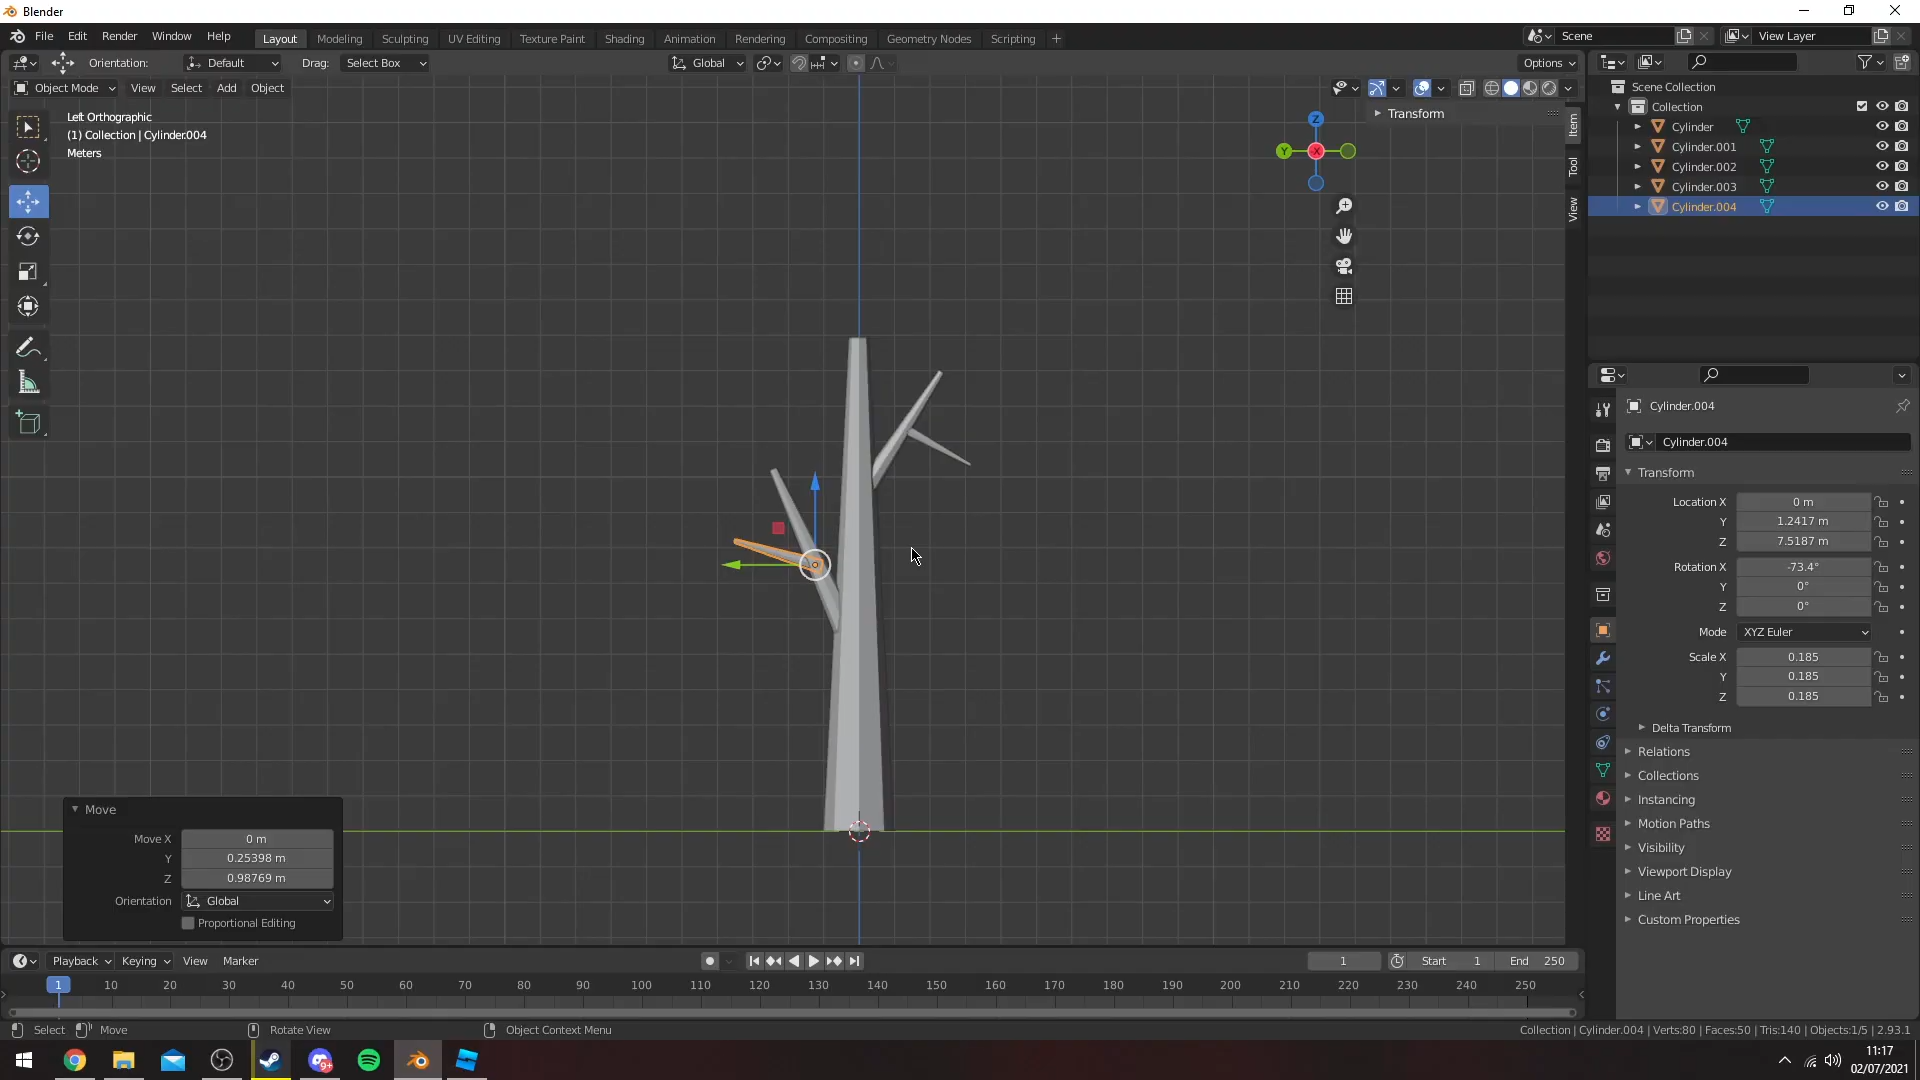 Blender
File Edit Render Window Help Layout Modeling Sculpting UV Editing Texture Paint Shading Animation Rendering Compositing Geometry Nodes Scripting + Scene View Layer
Orientation: Default Drag: Select Box Global Options
Object Mode View Select Add Object
Left Orthographic
(1) Collection | Cylinder.004
Meters
Transform
Item
Tool
View
Z
Y
X
Scene Collection
Collection
Cylinder
Cylinder.001
Cylinder.002
Cylinder.003
Cylinder.004
Cylinder.004
Cylinder.004
Transform
Location X 0 m
Y 1.2417 m
Z 7.5187 m
Rotation X -73.4°
Y 0°
Z 0°
Mode XYZ Euler
Scale X 0.185
Y 0.185
Z 0.185
Delta Transform
Relations
Collections
Instancing
Motion Paths
Visibility
Viewport Display
Line Art
Custom Properties
Move
Move X 0 m
Y 0.25398 m
Z 0.98769 m
Orientation Global
Proportional Editing
Playback Keying View Marker 1 Start 1 End 250
1 10 20 30 40 50 60 70 80 90 100 110 120 130 140 150 160 170 180 190 200 210 220 230 240 250
Select Move Rotate View Object Context Menu Collection | Cylinder.004 | Verts:80 | Faces:50 | Tris:140 | Objects:1/5 | 2.93.1
9+
11:17
02/07/2021